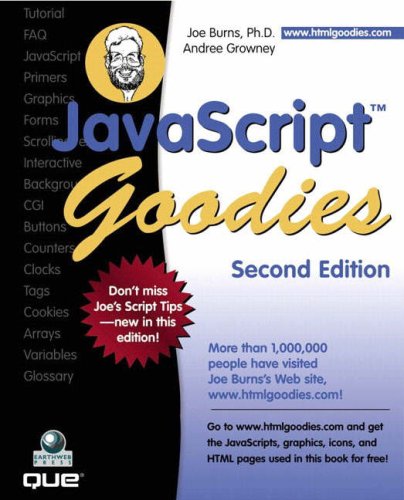 Tutorial
FAQ
JavaScript
Primers
Graphics
Forms
Interactive
CGI
Buttons
Counters
Clocks
Tags
Cookies
Arrays
Variables
Glossary
Joe Burns, Ph.D. www.htmlgoodies.com
Andree Growney
JavaScript™
Goodies
Second Edition
Don't miss
Joe's Script Tips
—new in this
edition!
More than 1,000,000
people have visited
Joe Burns's Web site,
www.htmlgoodies.com!
Go to www.htmlgoodies.com and get
the JavaScripts, graphics, icons, and
HTML pages used in this book for free!
EARTHWEB
PRESS
que®